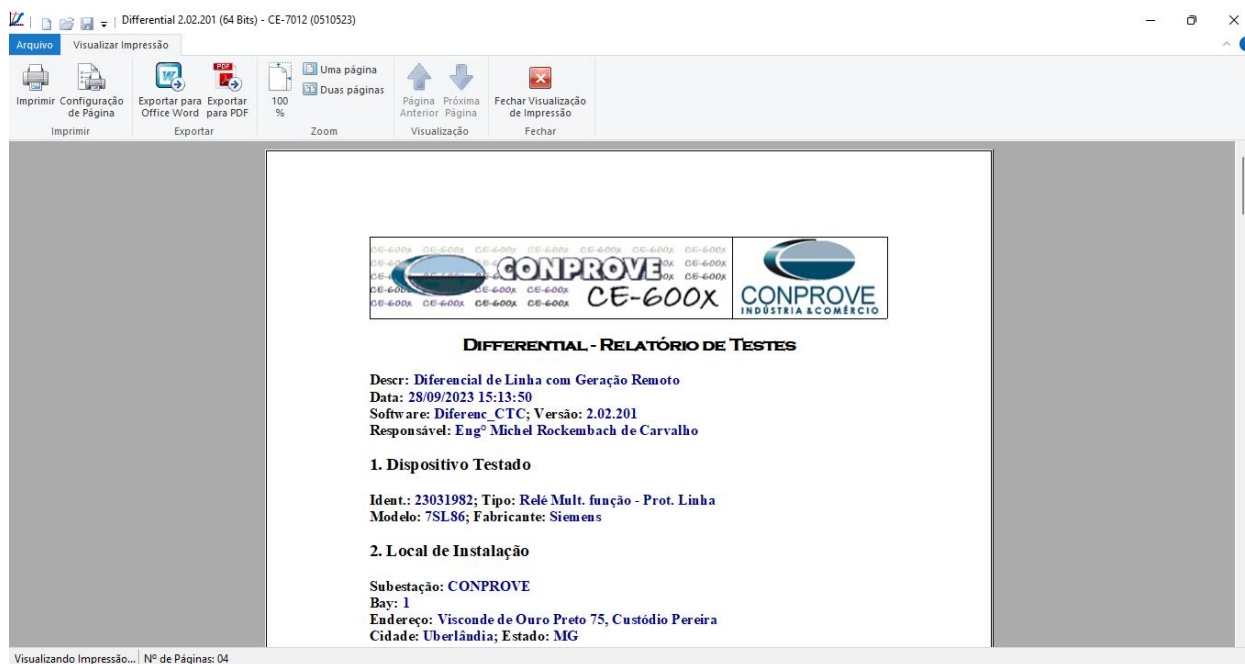 Differential 2.02.201 (64 Bits) - CE-7012 (0510523)
Arquivo Visualizar Impressão
Imprimir
Configuração de Página
Imprimir
Exportar para Office Word
Exportar para PDF
Exportar
100 %
Uma página
Duas páginas
Zoom
Página Anterior
Próxima Página
Visualização
Fechar Visualização de Impressão
Fechar
CONPROVE
CE-600X
CONPROVE
INDÚSTRIA & COMÉRCIO
DIFFERENTIAL - RELATÓRIO DE TESTES
Descr: Diferencial de Linha com Geração Remoto
Data: 28/09/2023 15:13:50
Software: Diferenc_CTC; Versão: 2.02.201
Responsável: Engº Michel Rockembach de Carvalho
1. Dispositivo Testado
Ident.: 23031982; Tipo: Relé Mult. função - Prot. Linha
Modelo: 7SL86; Fabricante: Siemens
2. Local de Instalação
Subestação: CONPROVE
Bay: 1
Endereço: Visconde de Ouro Preto 75, Custódio Pereira
Cidade: Uberlândia; Estado: MG
Visualizando Impressão... Nº de Páginas: 04